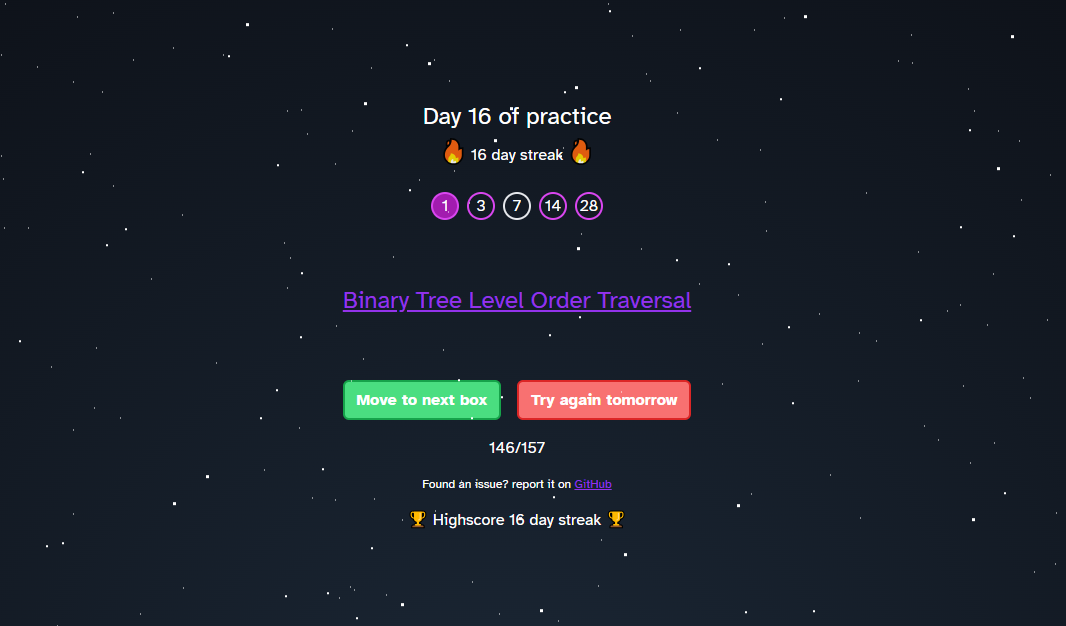 Day 16 of practice
16 day streak
1 3 7 14 28
Binary Tree Level Order Traversal
Move to next box Try again tomorrow
146/157
Found an issue? report it on GitHub
Highscore 16 day streak